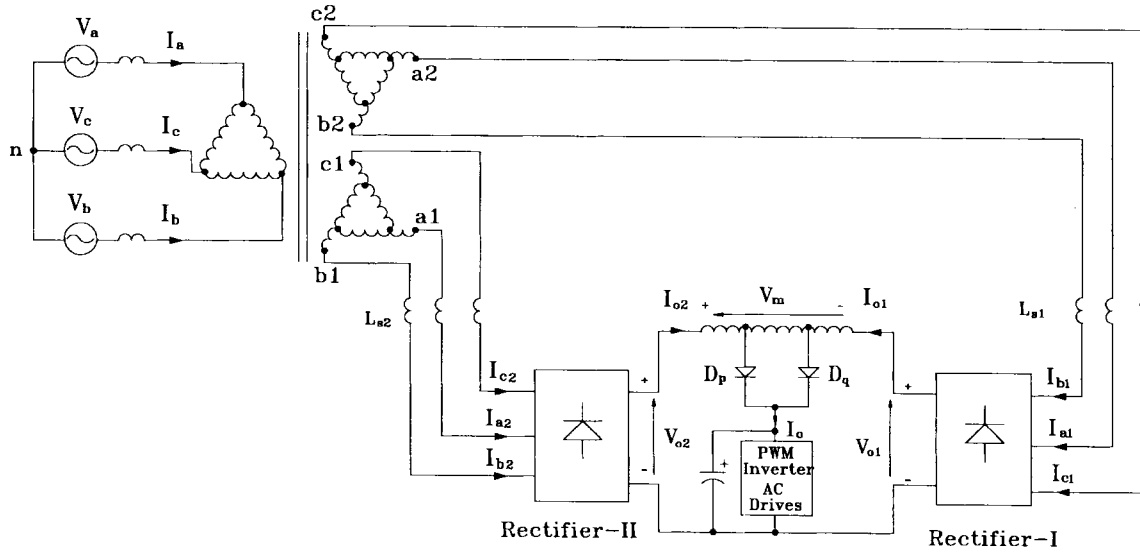 c2
Va
Ia
a2
Vc
Ic
b2
n
c1
Vb
Ib
a1
b1
Ls2
Io2
+
Vm
-
Io1
Ls1
Ic2
Dp
Dq
Ib1
+
+
Ia2
Vo2
Io
Vo1
Ia1
Ib2
-
+
PWM
Inverter
AC
Drives
-
Ic1
Rectifier-II
Rectifier-I